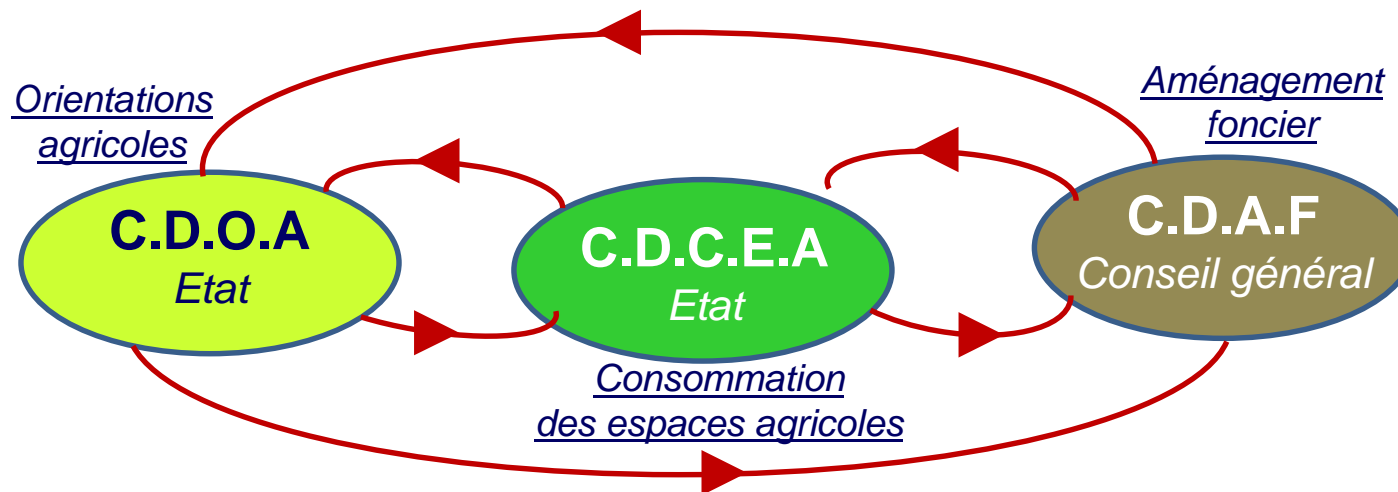 Orientations
agricoles
Aménagement
foncier
C.D.O.A
Etat
C.D.C.E.A
Etat
C.D.A.F
Conseil général
Consommation
des espaces agricoles